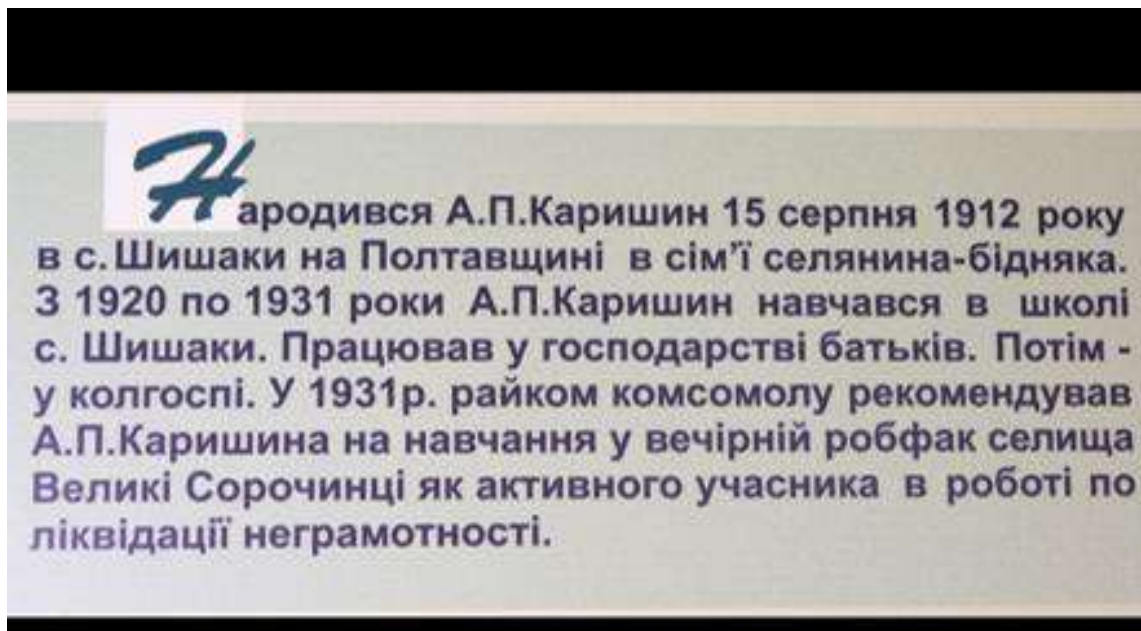 Народився А.П.Каришин 15 серпня 1912 року
в с.Шишаки на Полтавщині в сім'ї селянина-бідняка.
З 1920 по 1931 роки А.П.Каришин навчався в школі
с. Шишаки. Працював у господарстві батьків. Потім -
у колгоспі. У 1931р. райком комсомолу рекомендував
А.П.Каришина на навчання у вечірній робфак селища
Великі Сорочинці як активного учасника в роботі по
ліквідації неграмотності.